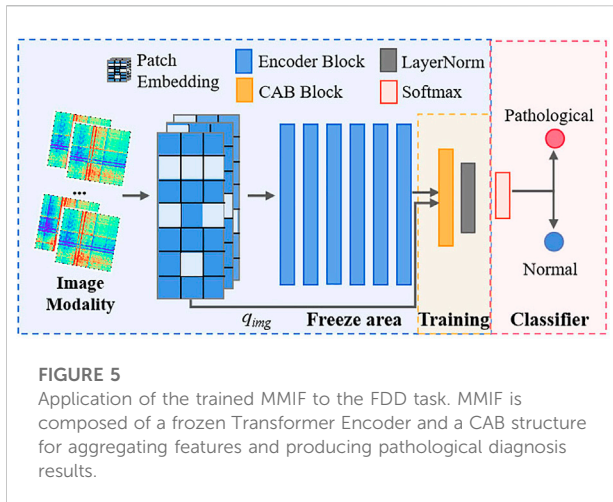 Patch Embedding
Encoder Block
LayerNorm
CAB Block
Softmax
Pathological
...
Image
Modality
Normal
q_img
Freeze area
Training
Classifier
FIGURE 5
Application of the trained MMIF to the FDD task. MMIF is
composed of a frozen Transformer Encoder and a CAB structure
for aggregating features and producing pathological diagnosis
results.